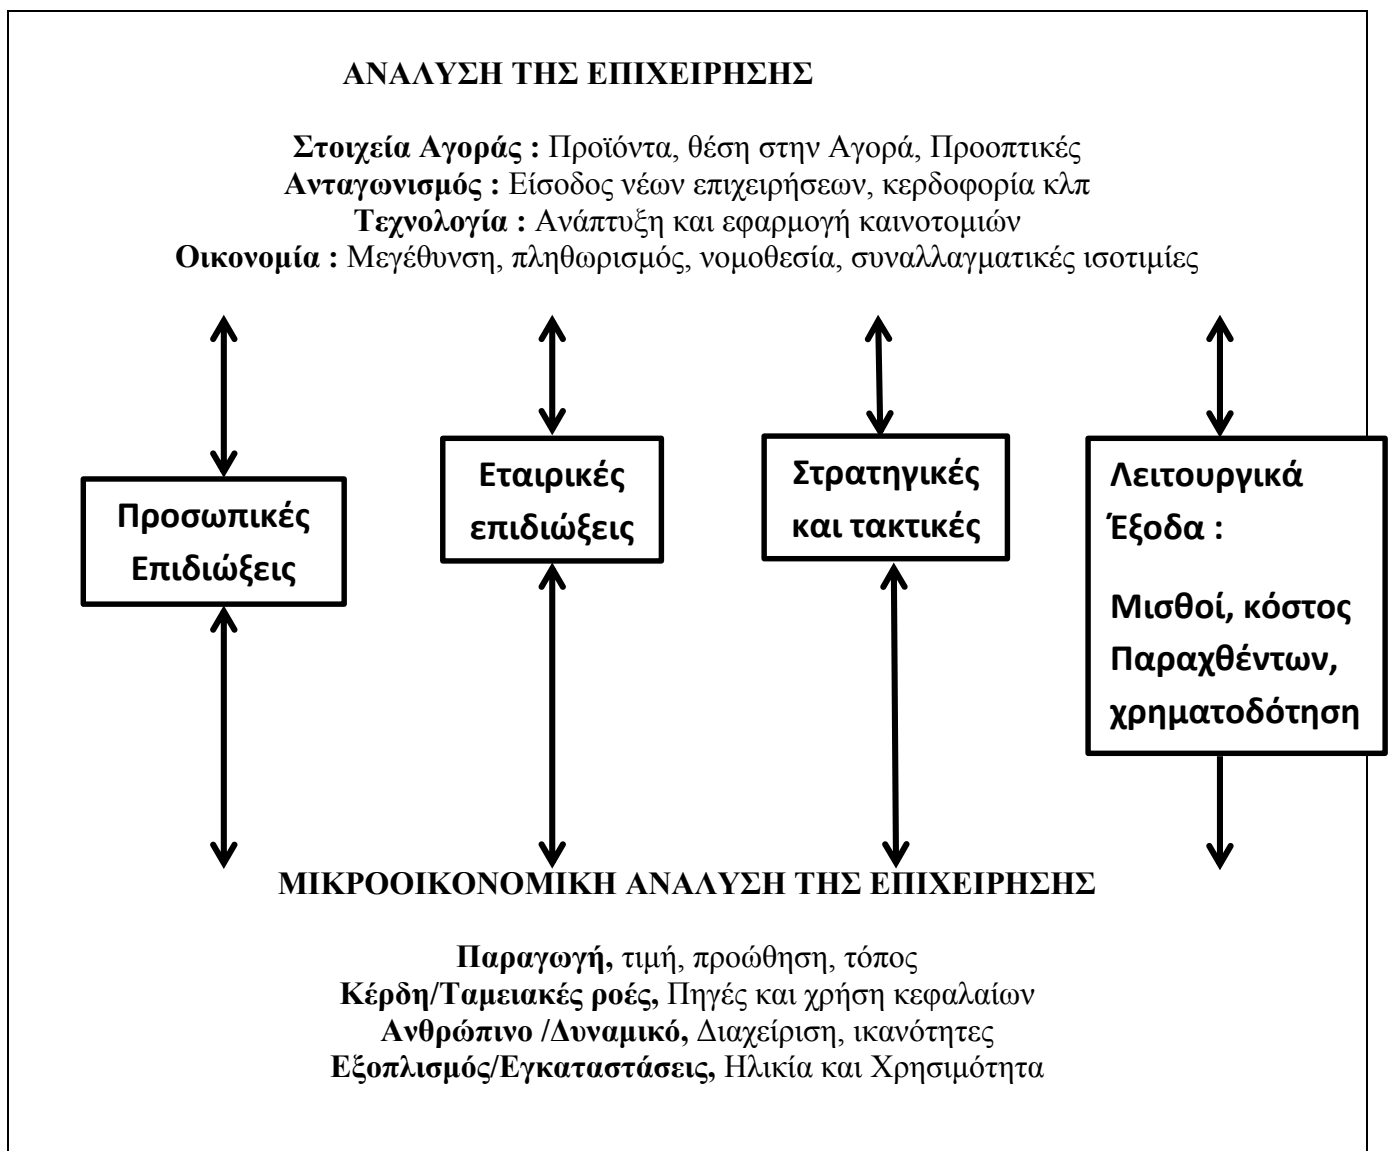 ΑΝΑΛΥΣΗ ΤΗΣ ΕΠΙΧΕΙΡΗΣΗΣ
Στοιχεία Αγοράς : Προϊόντα, θέση στην Αγορά, Προοπτικές
Ανταγωνισμός : Είσοδος νέων επιχειρήσεων, κερδοφορία κλπ
Τεχνολογία : Ανάπτυξη και εφαρμογή καινοτομιών
Οικονομία : Μεγέθυνση, πληθωρισμός, νομοθεσία, συναλλαγματικές ισοτιμίες
Προσωπικές
Επιδιώξεις
Εταιρικές
επιδιώξεις
Στρατηγικές
και τακτικές
Λειτουργικά
Έξοδα :
Μισθοί, κόστος
Παραχθέντων,
χρηματοδότηση
ΜΙΚΡΟΟΙΚΟΝΟΜΙΚΗ ΑΝΑΛΥΣΗ ΤΗΣ ΕΠΙΧΕΙΡΗΣΗΣ
Παραγωγή, τιμή, προώθηση, τόπος
Κέρδη/Ταμειακές ροές, Πηγές και χρήση κεφαλαίων
Ανθρώπινο /Δυναμικό, Διαχείριση, ικανότητες
Εξοπλισμός/Εγκαταστάσεις, Ηλικία και Χρησιμότητα